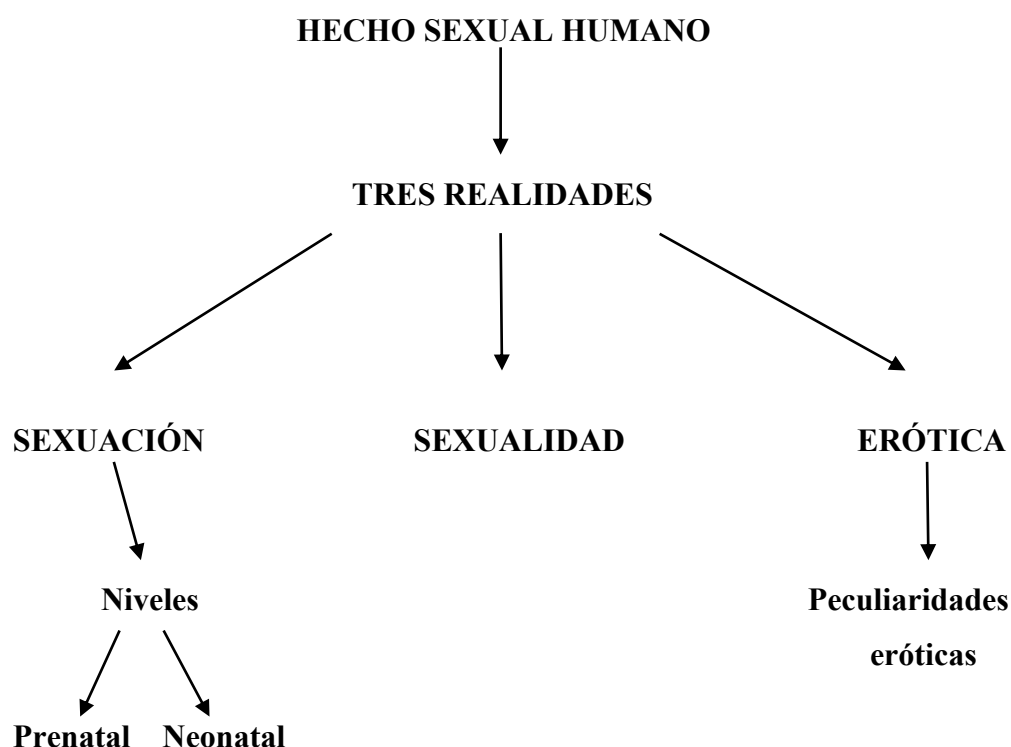 HECHO SEXUAL HUMANO
TRES REALIDADES
SEXUACIÓN SEXUALIDAD ERÓTICA
Niveles Peculiaridades
eróticas
Prenatal Neonatal